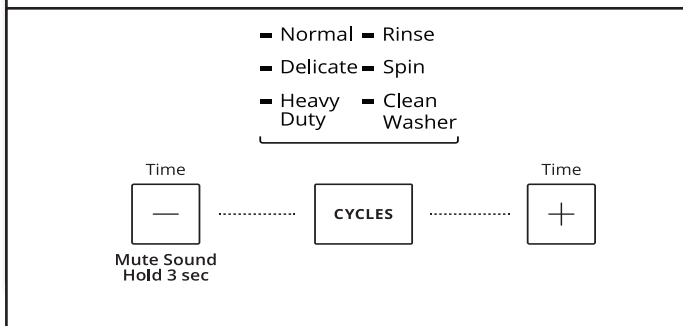 Normal Rinse
Delicate Spin
Heavy Duty Clean Washer
Time Time
− CYCLES +
Mute Sound
Hold 3 sec